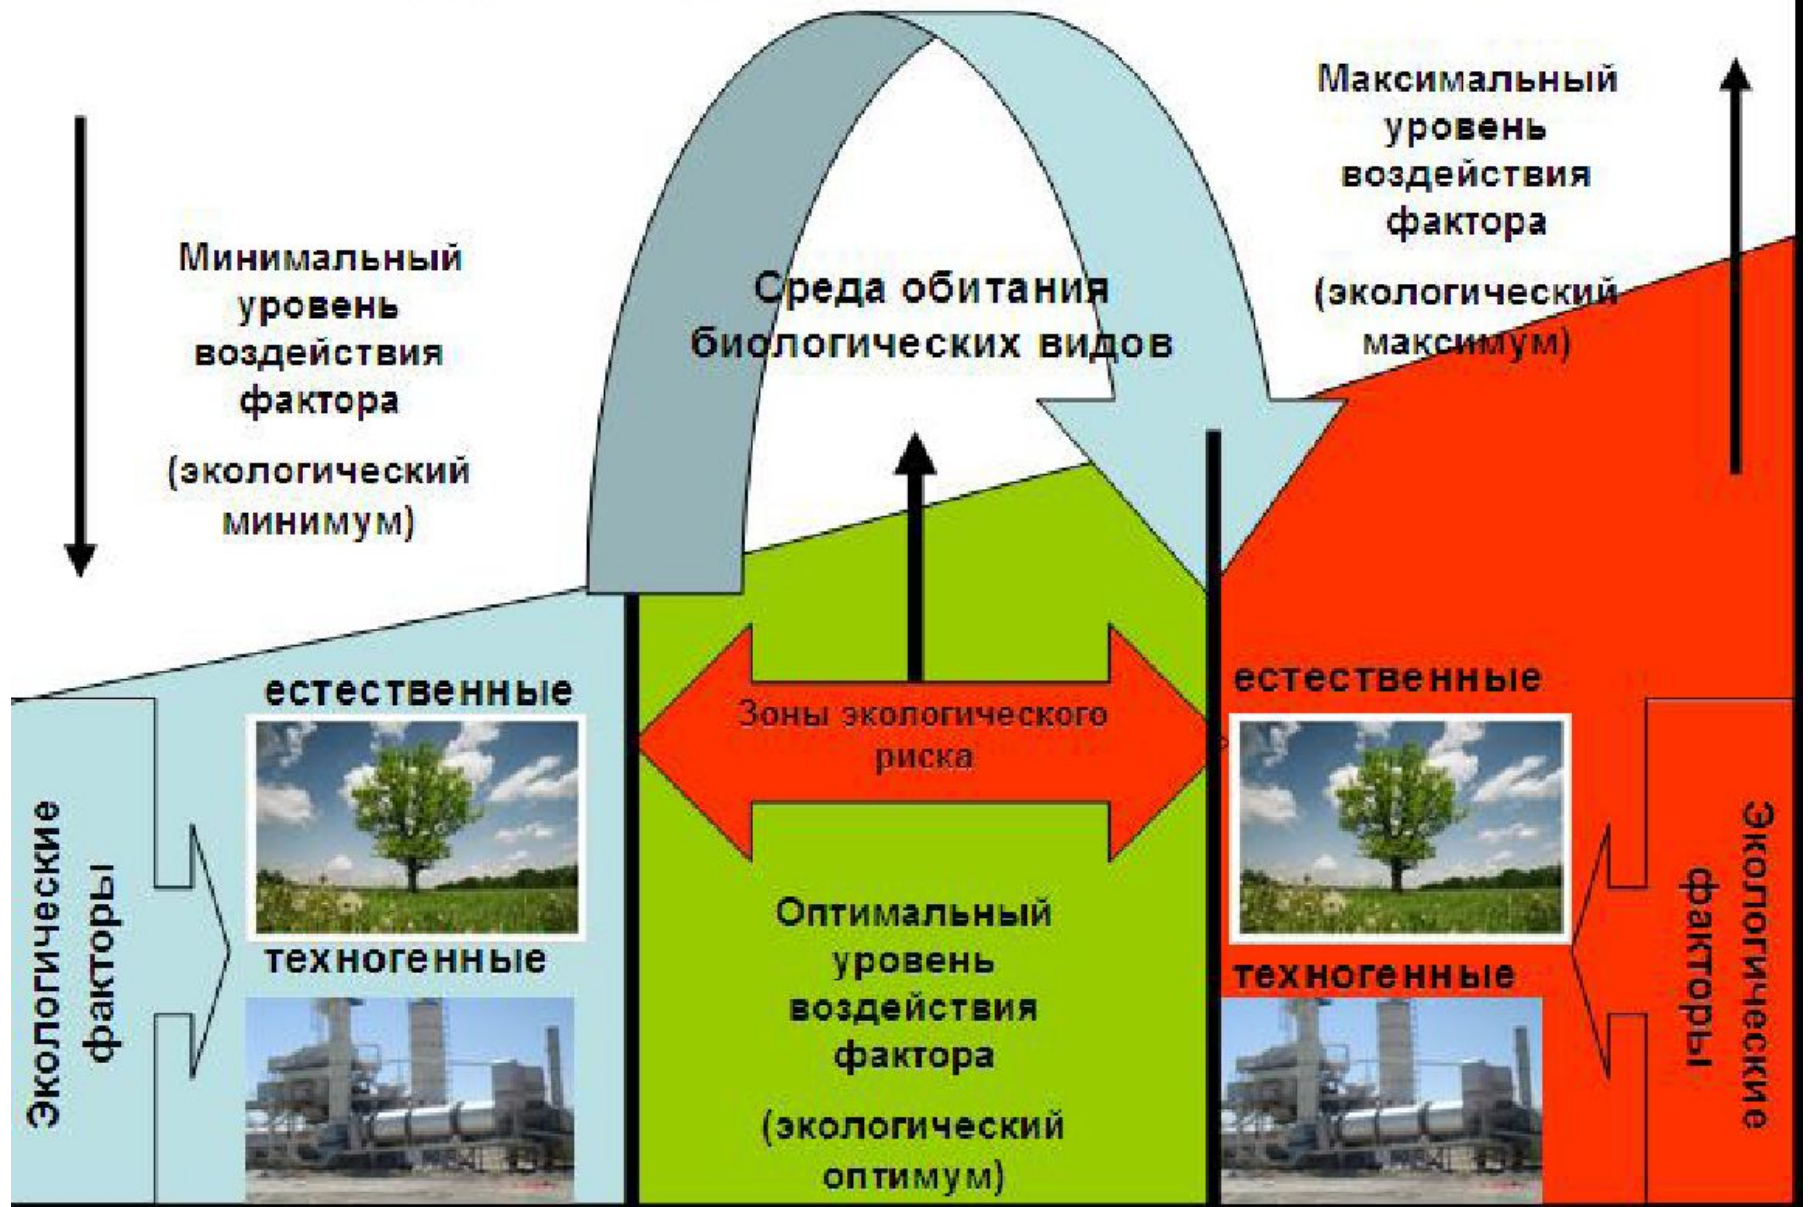 Минимальный
уровень
воздействия
фактора
(экологический
минимум)
Среда обитания
биологических видов
Максимальный
уровень
воздействия
фактора
(экологический
максимум)
Экологические
факторы
естественные
техногенные
Зоны экологического
риска
Оптимальный
уровень
воздействия
фактора
(экологический
оптимум)
естественные
техногенные
Экологические
факторы